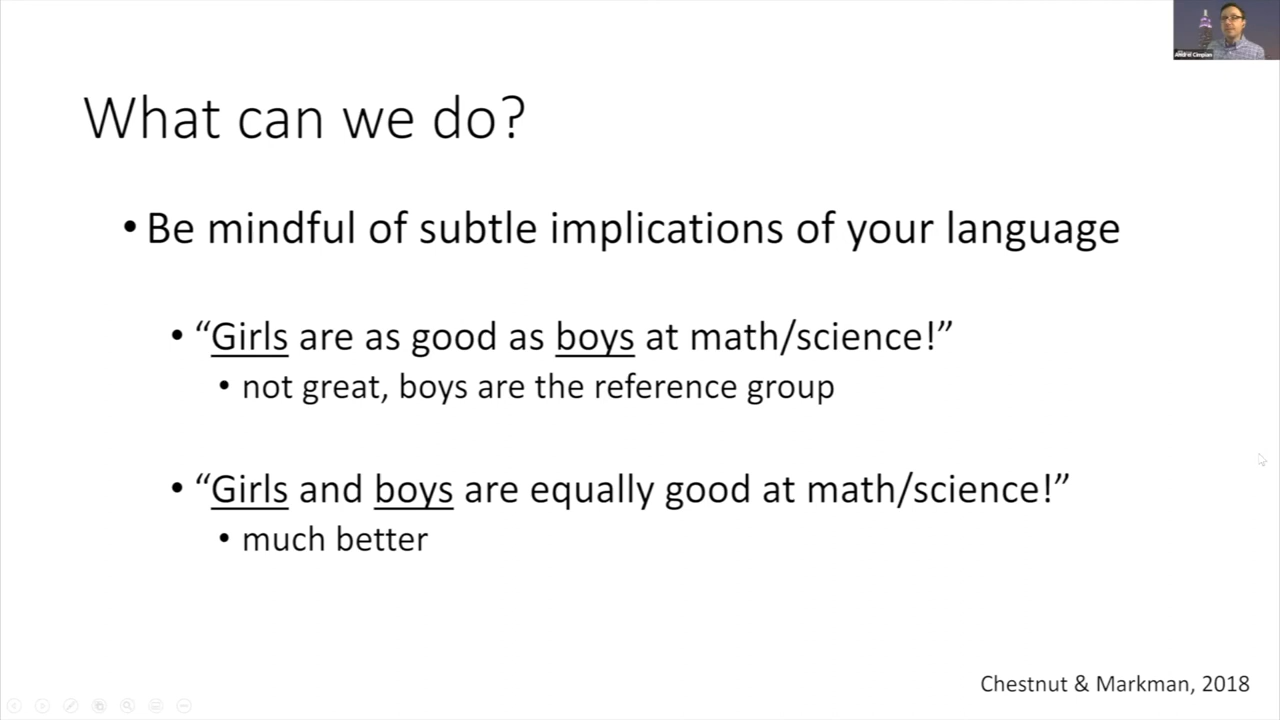 Andrei Cimpian
What can we do?
• Be mindful of subtle implications of your language
• “Girls are as good as boys at math/science!”
• not great, boys are the reference group
• “Girls and boys are equally good at math/science!”
• much better
Chestnut & Markman, 2018